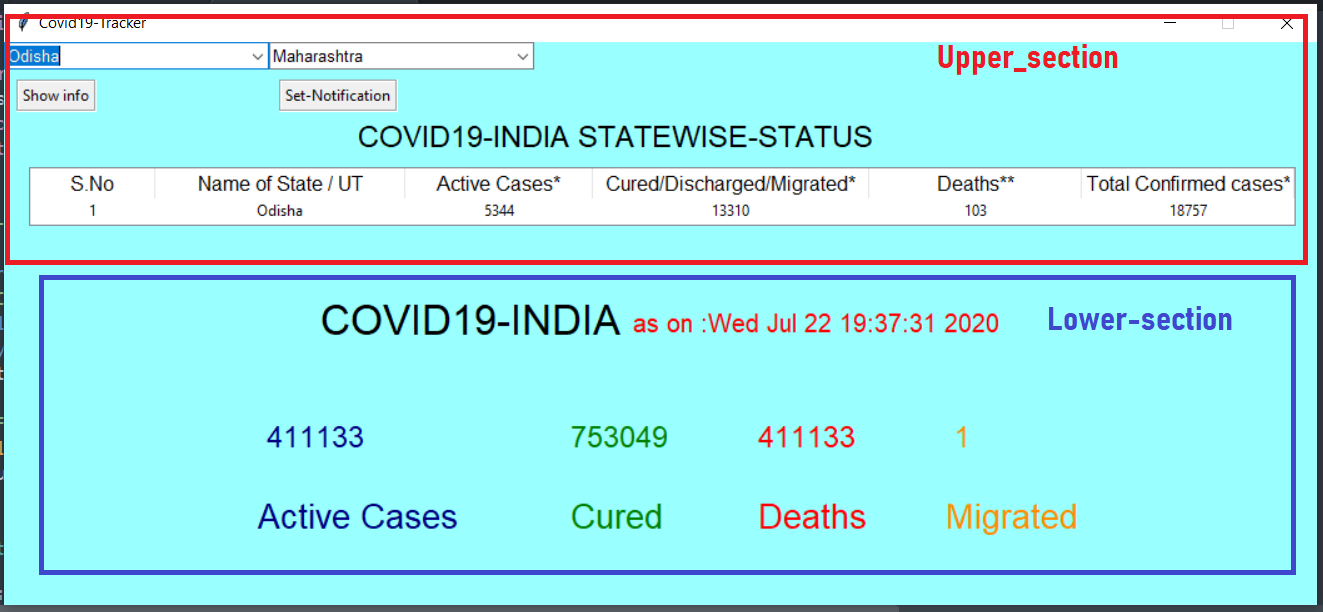 Covid19-Tracker
Odisha Maharashtra
Upper_section
Show info Set-Notification
COVID19-INDIA STATEWISE-STATUS
S.No Name of State / UT Active Cases* Cured/Discharged/Migrated* Deaths** Total Confirmed cases*
1 Odisha 5344 13310 103 18757
COVID19-INDIA as on :Wed Jul 22 19:37:31 2020
Lower-section
411133 753049 411133 1
Active Cases Cured Deaths Migrated